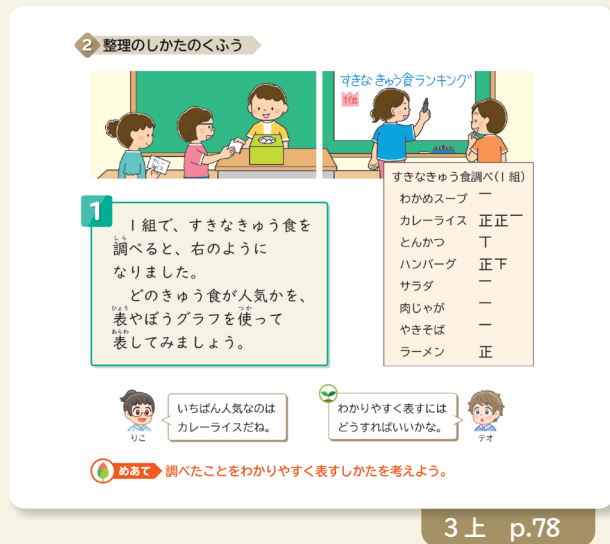 2 整理のしかたのくふう
すきなきゅう食ランキング
1位
1
1組で、すきなきゅう食を
調べると、右のように
なりました。
どのきゅう食が人気かを、
表やぼうグラフを使って
表してみましょう。
すきなきゅう食調べ(1組)
わかめスープ 一
カレーライス 正正一
とんかつ 丅
ハンバーグ 正下
サラダ 一
肉じゃが 一
やきそば 一
ラーメン 正
いちばん人気なのは
カレーライスだね。
りこ
わかりやすく表すには
どうすればいいかな。
テオ
めあて 調べたことをわかりやすく表すしかたを考えよう。
3上 p.78